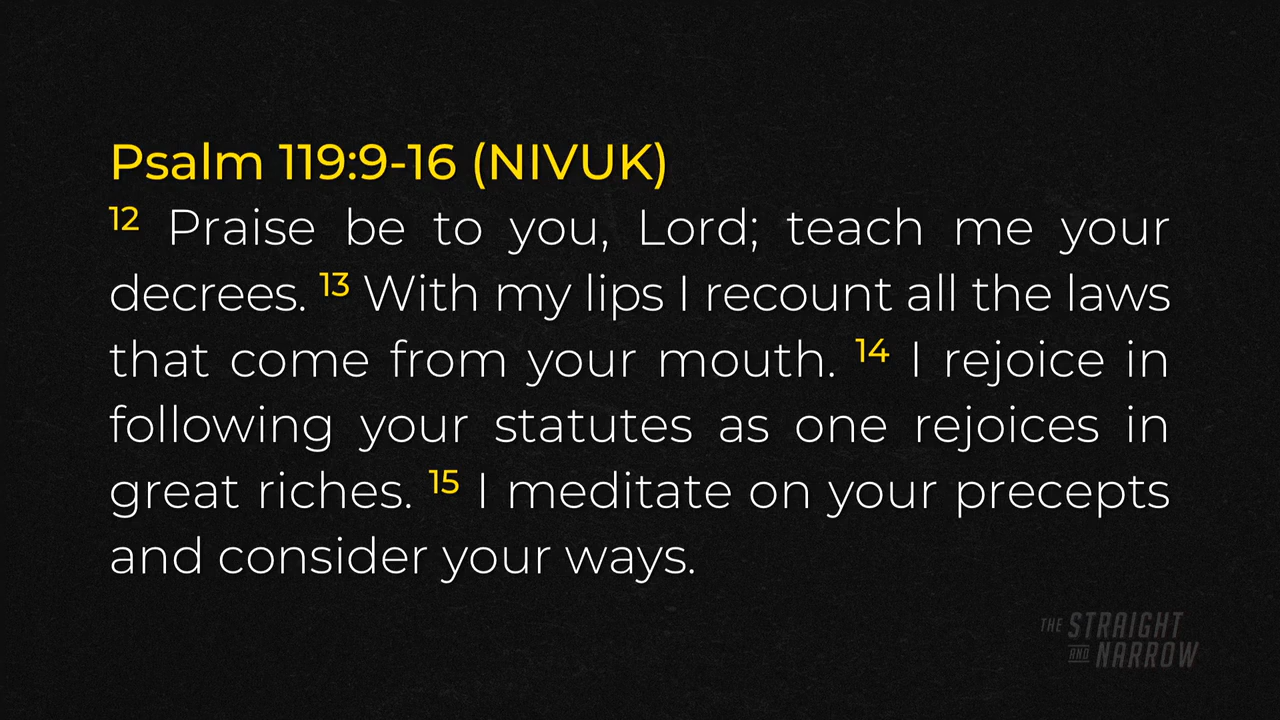 Psalm 119:9-16 (NIVUK)
12 Praise be to you, Lord; teach me your
decrees. 13 With my lips I recount all the laws
that come from your mouth. 14 I rejoice in
following your statutes as one rejoices in
great riches. 15 I meditate on your precepts
and consider your ways.
THE STRAIGHT
AND NARROW